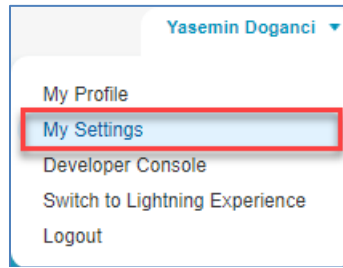 Yasemin Doganci
My Profile
My Settings
Developer Console
Switch to Lightning Experience
Logout